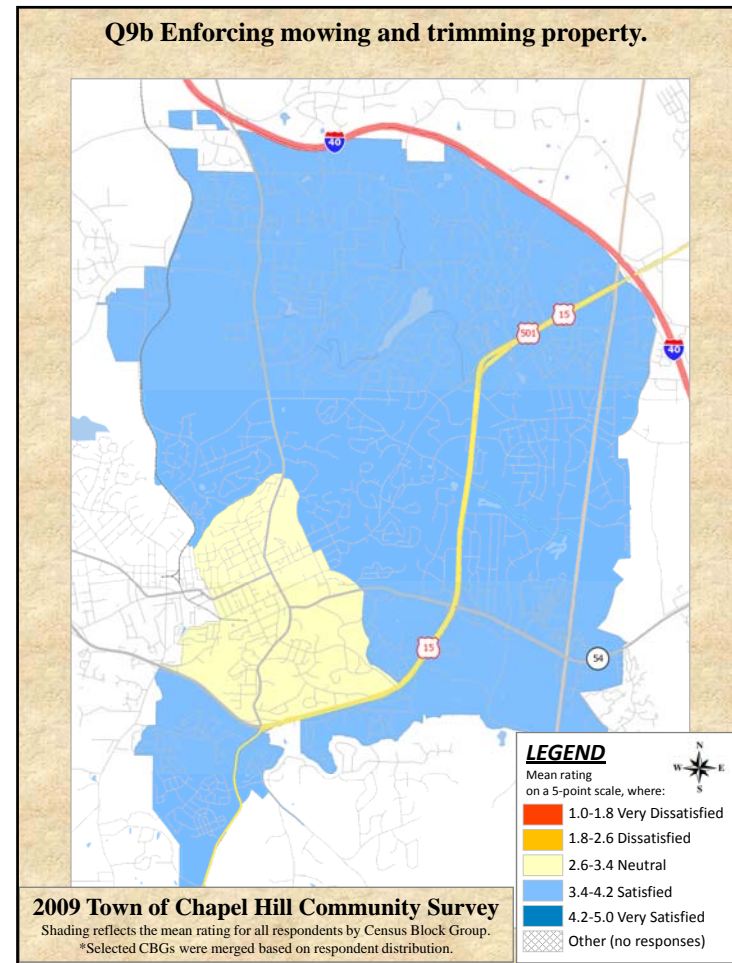 Q9b Enforcing mowing and trimming property.
40
15
501
40
15
54
LEGEND
Mean rating
on a 5-point scale, where:
N
W E
S
1.0-1.8 Very Dissatisfied
1.8-2.6 Dissatisfied
2.6-3.4 Neutral
3.4-4.2 Satisfied
4.2-5.0 Very Satisfied
Other (no responses)
2009 Town of Chapel Hill Community Survey
Shading reflects the mean rating for all respondents by Census Block Group.
*Selected CBGs were merged based on respondent distribution.